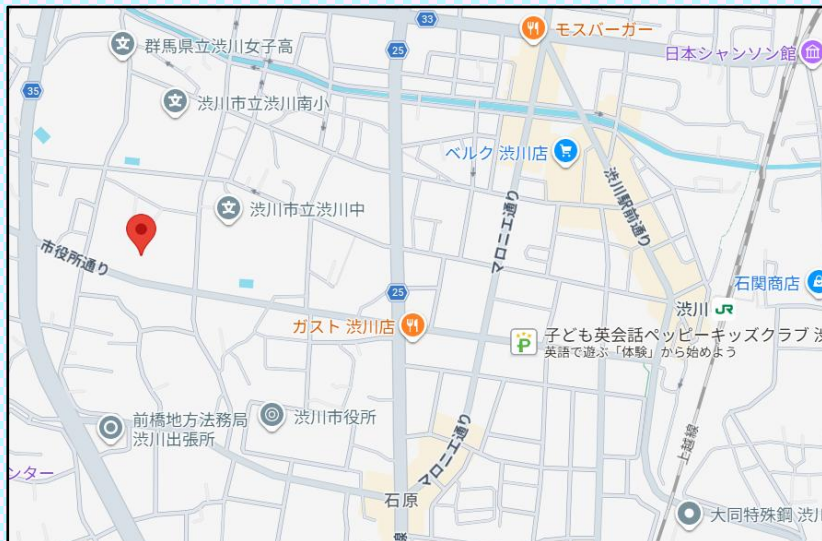 33
モスバーガー
群馬県立渋川女子高
25
日本シャンソン館
35
渋川市立渋川南小
ベルク 渋川店
渋川駅前通り
マロニエ通り
渋川市立渋川中
市役所通り
25
石関商店
渋川 JR
ガスト 渋川店
子ども英会話ペッピーキッズクラブ 渋
英語で遊ぶ「体験」から始めよう
前橋地方法務局
渋川出張所
渋川市役所
マロニエ通り
上越線
ンター
石原
大同特殊鋼 渋川
線